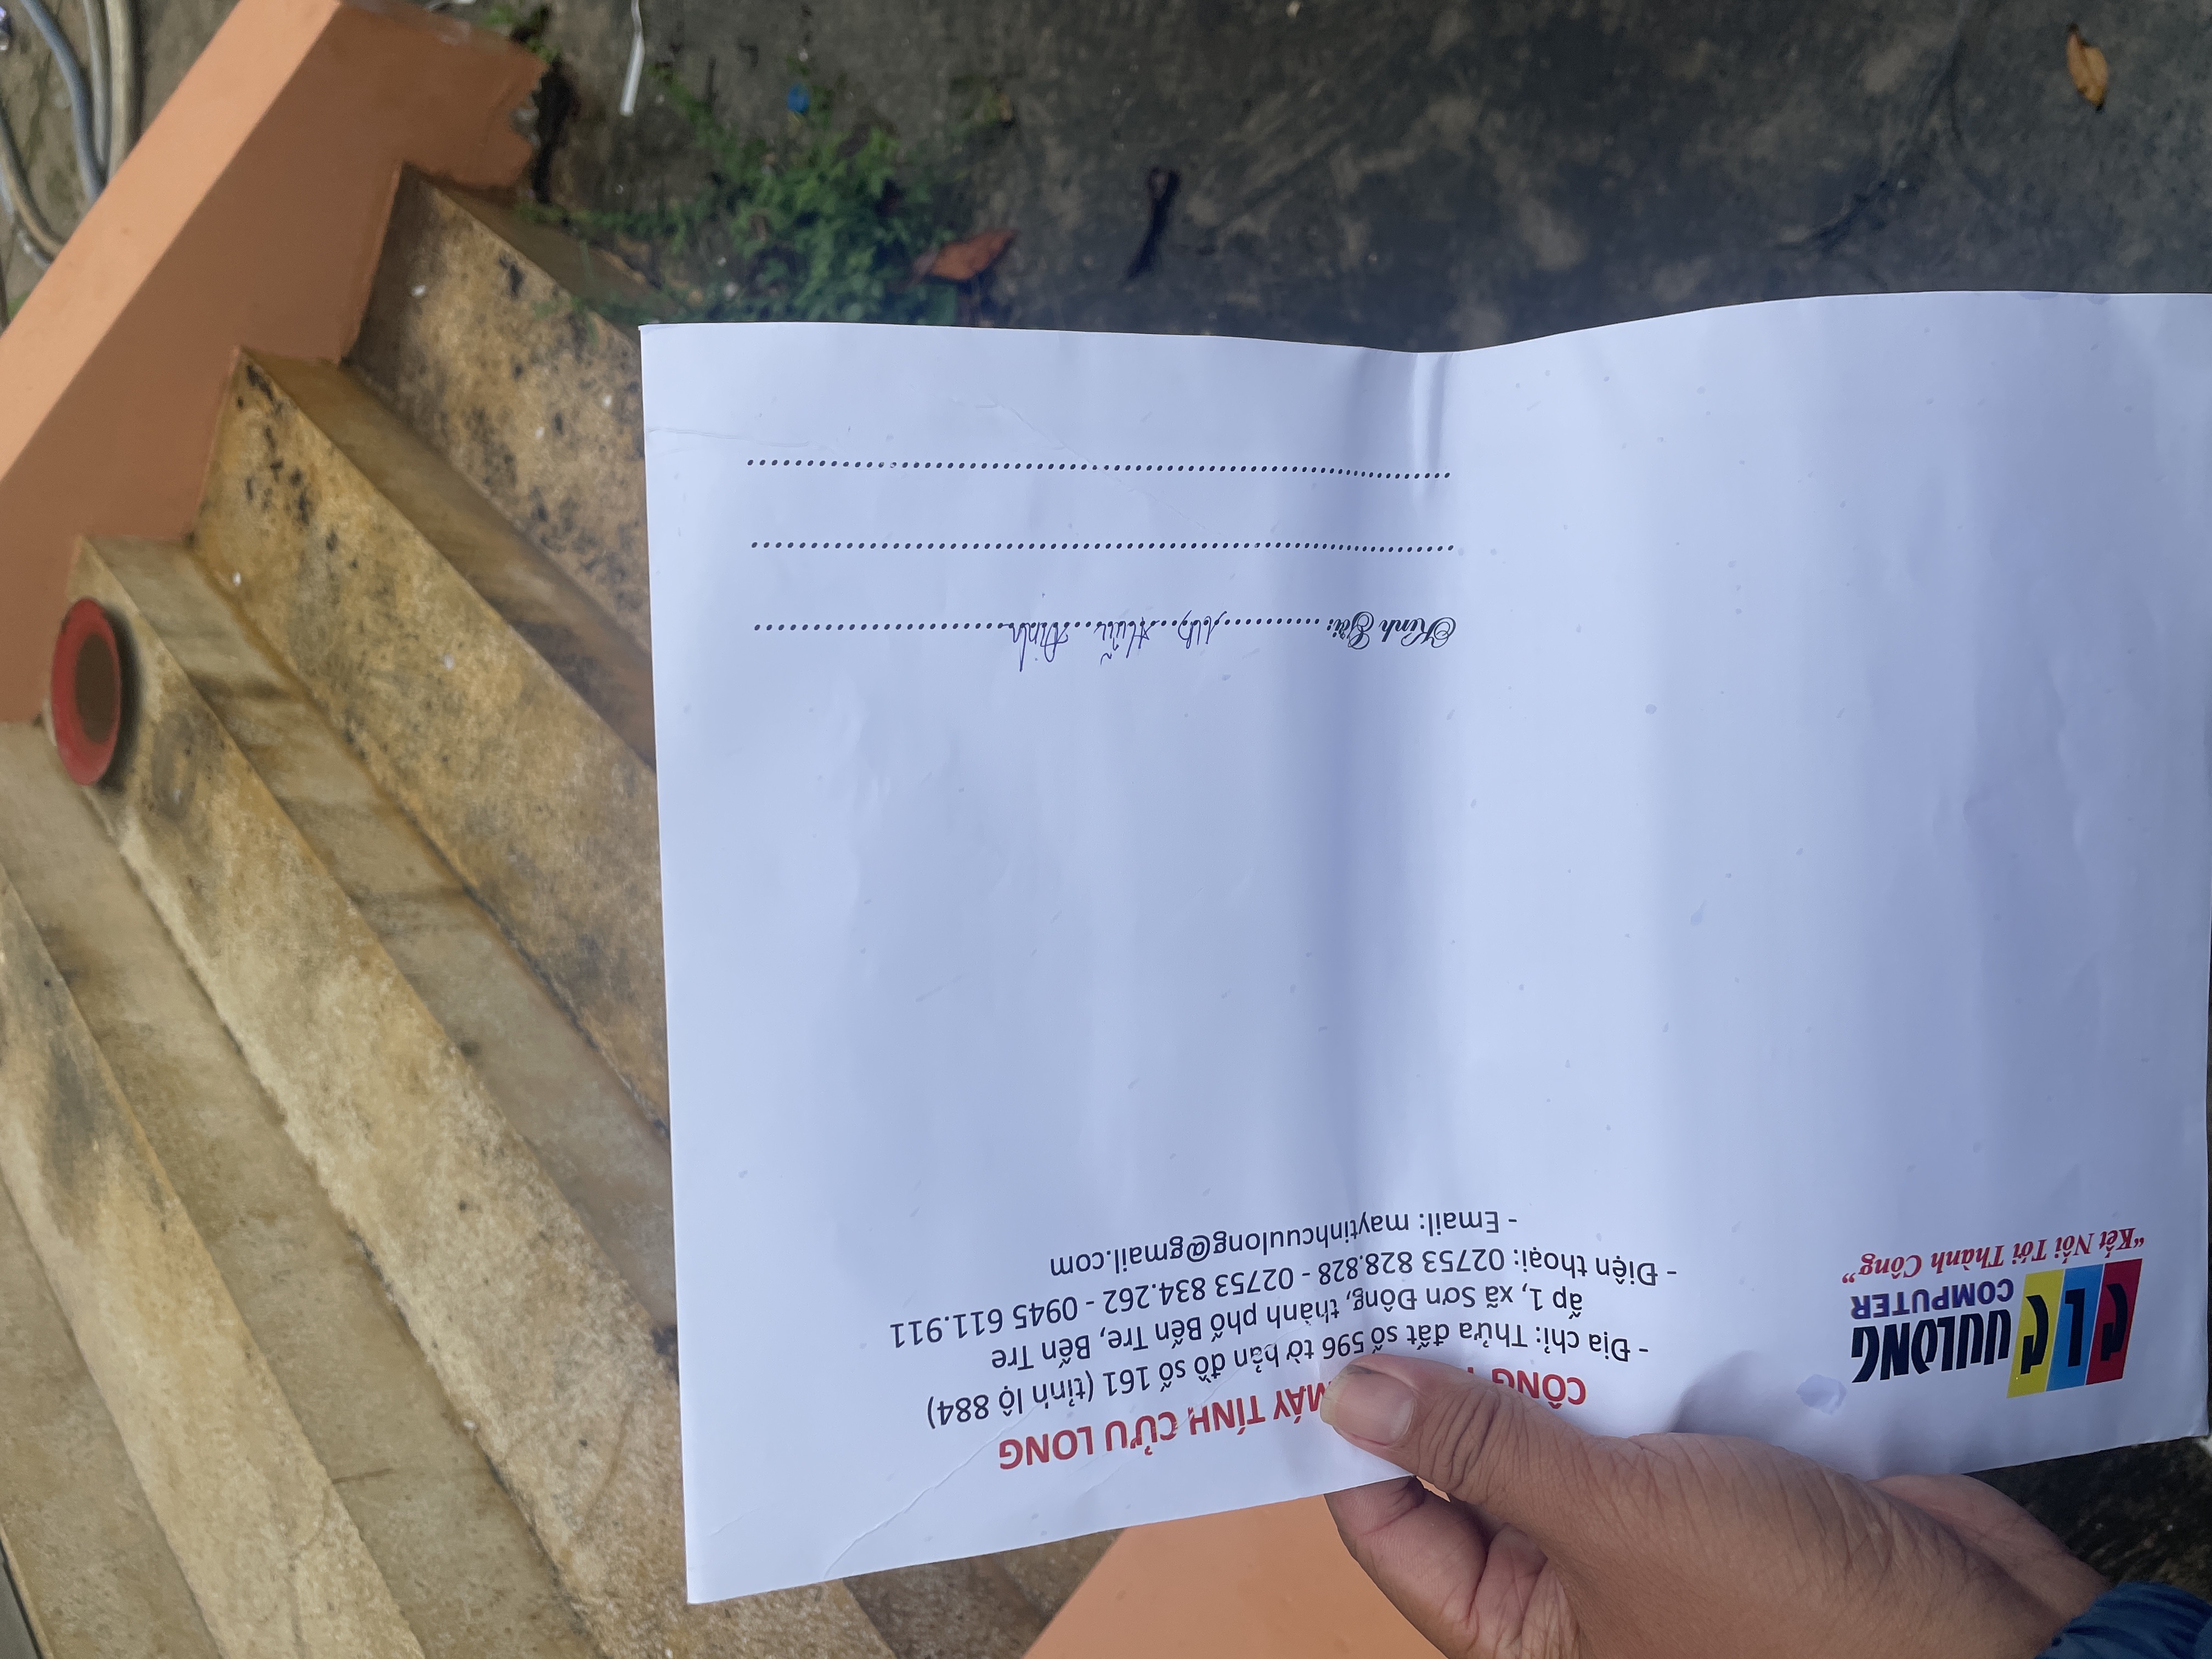 CLC UULONG
COMPUTER
“Kết Nối Tới Thành Công”
CÔNG MÁY TÍNH CỬU LONG
- Địa chỉ: Thửa đất số 596 tờ bản đồ số 161 (tỉnh lộ 884)
ấp 1, xã Sơn Đông, thành phố Bến Tre, Bến Tre
- Điện thoại: 02753 828.828 - 02753 834.262 - 0945 611.911
- Email: maytinhcuulong@gmail.com
Kính Gửi: Hữu Định